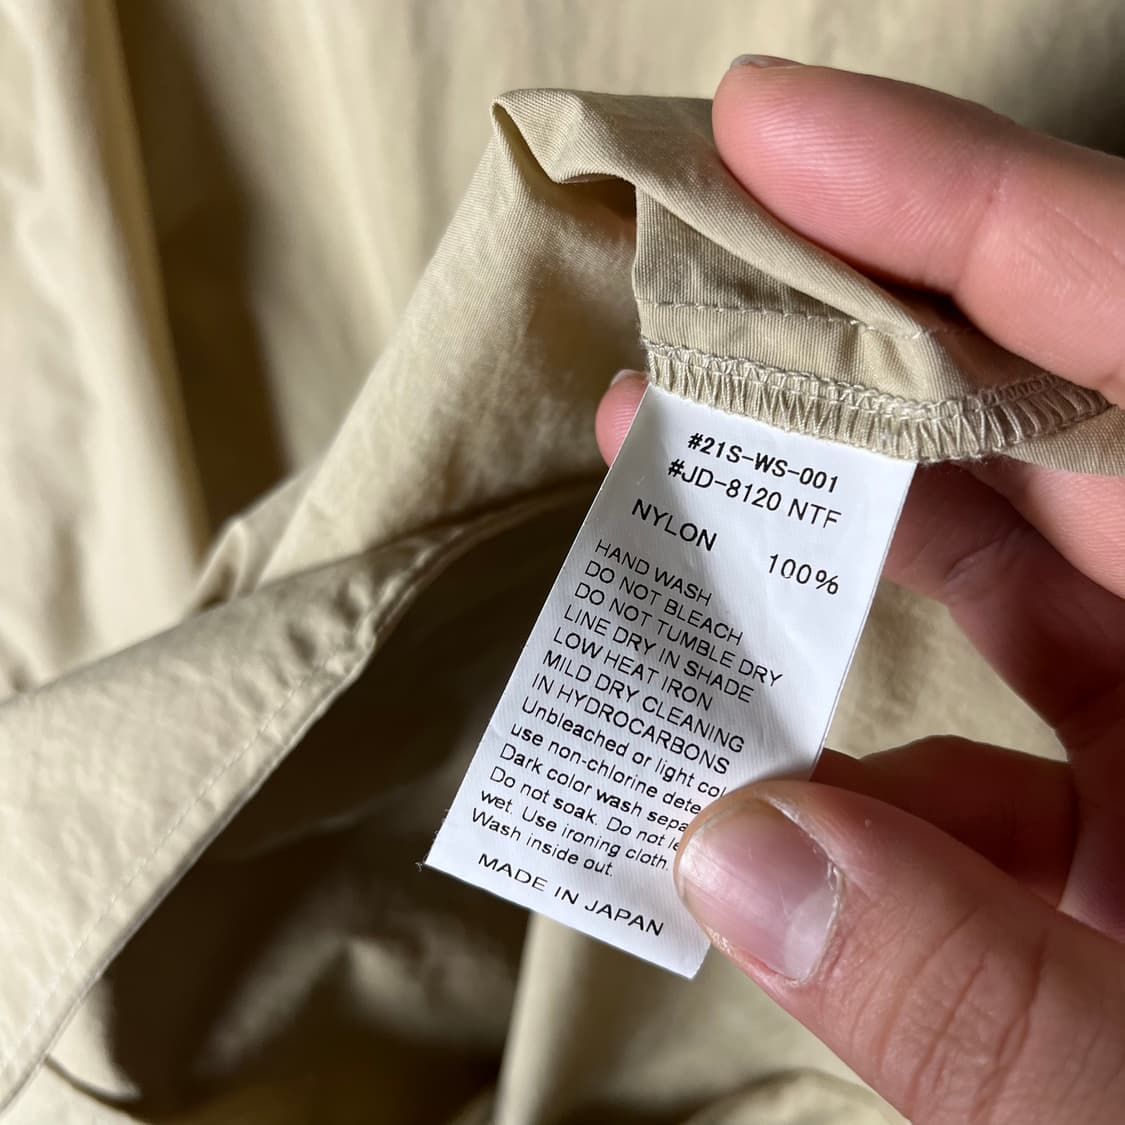 #21S-WS-001
#JD-8120 NTF
NYLON 100%
HAND WASH
DO NOT BLEACH
DO NOT TUMBLE DRY
LINE DRY IN SHADE
LOW HEAT IRON
MILD DRY CLEANING
IN HYDROCARBONS
Unbleached or light
use non-chlorine
Dark color wash
Do not soak. Do not
wet. Use ironing cloth.
Wash inside out.
MADE IN JAPAN